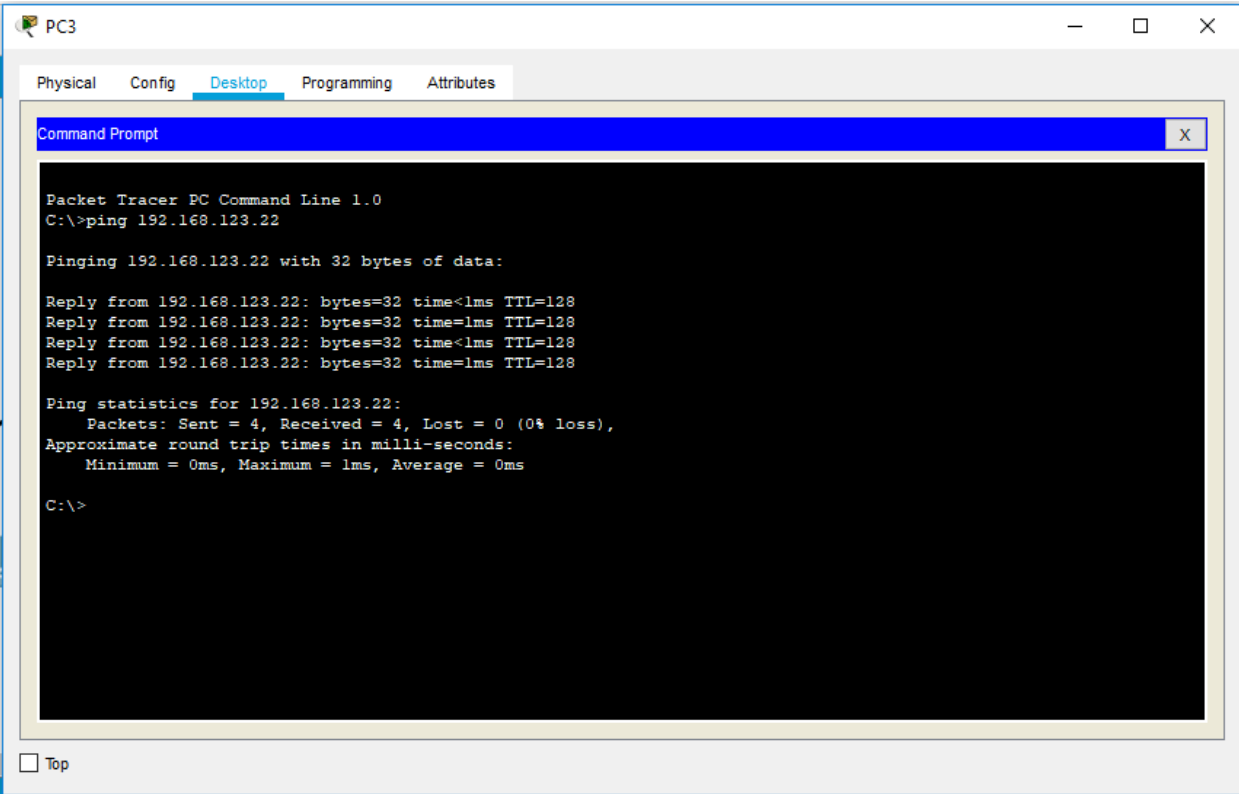 PC3
Physical Config Desktop Programming Attributes
Command Prompt
X
Packet Tracer PC Command Line 1.0
C:\>ping 192.168.123.22
Pinging 192.168.123.22 with 32 bytes of data:
Reply from 192.168.123.22: bytes=32 time<1ms TTL=128
Reply from 192.168.123.22: bytes=32 time=1ms TTL=128
Reply from 192.168.123.22: bytes=32 time<1ms TTL=128
Reply from 192.168.123.22: bytes=32 time=1ms TTL=128
Ping statistics for 192.168.123.22:
Packets: Sent = 4, Received = 4, Lost = 0 (0% loss),
Approximate round trip times in milli-seconds:
Minimum = 0ms, Maximum = 1ms, Average = 0ms
C:\>
Top